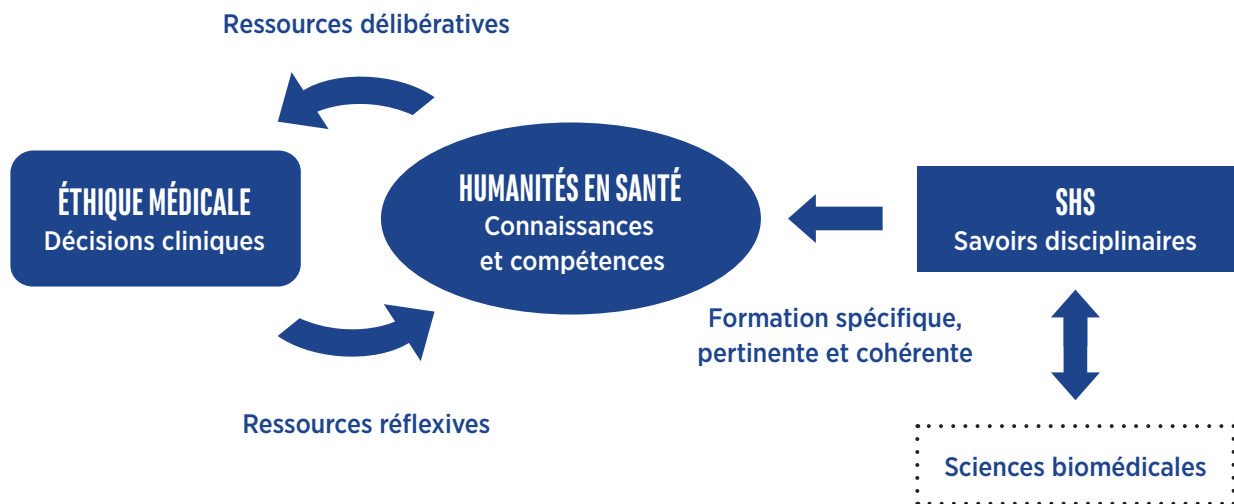 Ressources délibératives
ÉTHIQUE MÉDICALE
Décisions cliniques
HUMANITÉS EN SANTÉ
Connaissances
et compétences
SHS
Savoirs disciplinaires
Formation spécifique,
pertinente et cohérente
Ressources réflexives
Sciences biomédicales